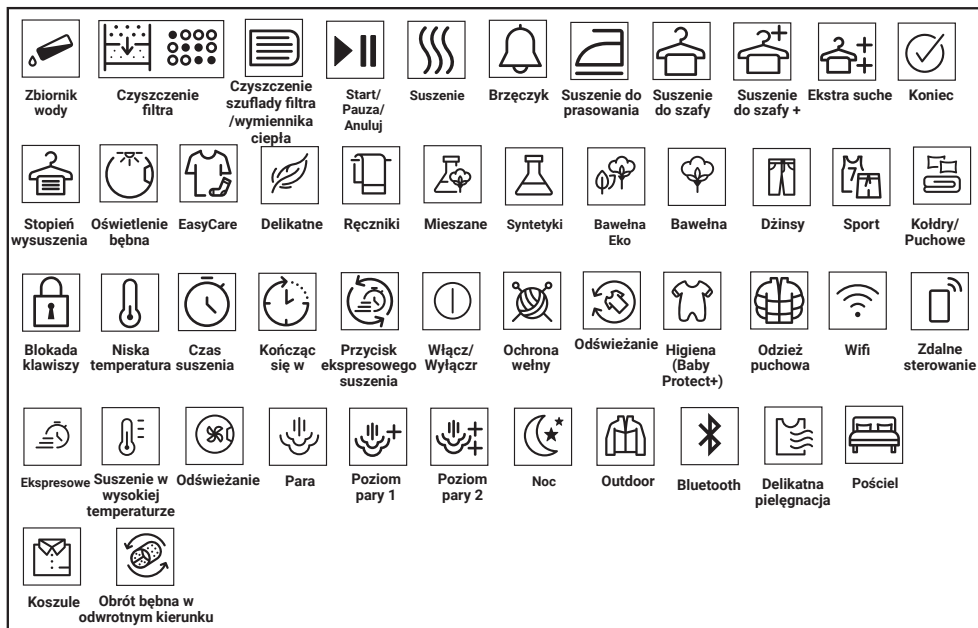 Zbiornik wody
Czyszczenie filtra
Czyszczenie szuflady filtra /wymiennika ciepła
Start/ Pauza/ Anuluj
Suszenie
Brzęczyk
Suszenie do prasowania
Suszenie do szafy
Suszenie do szafy +
Ekstra suche
Koniec
Stopień wysuszenia
Oświetlenie bębna
EasyCare
Delikatne
Ręczniki
Mieszane
Syntetyki
Bawełna Eko
Bawełna
Dżinsy
7
Sport
Kołdry/ Puchowe
Blokada klawiszy
Niska temperatura
Czas suszenia
Kończąc się w
Przycisk ekspresowego suszenia
Włącz/ Wyłączr
Ochrona wełny
Odświeżanie
Higiena (Baby Protect+)
Odzież puchowa
Wifi
Zdalne sterowanie
Ekspresowe
Suszenie w wysokiej temperaturze
Odświeżanie
Para
Poziom pary 1
Poziom pary 2
Noc
Outdoor
Bluetooth
Delikatna pielęgnacja
Pościel
Koszule
Obrót bębna w odwrotnym kierunku